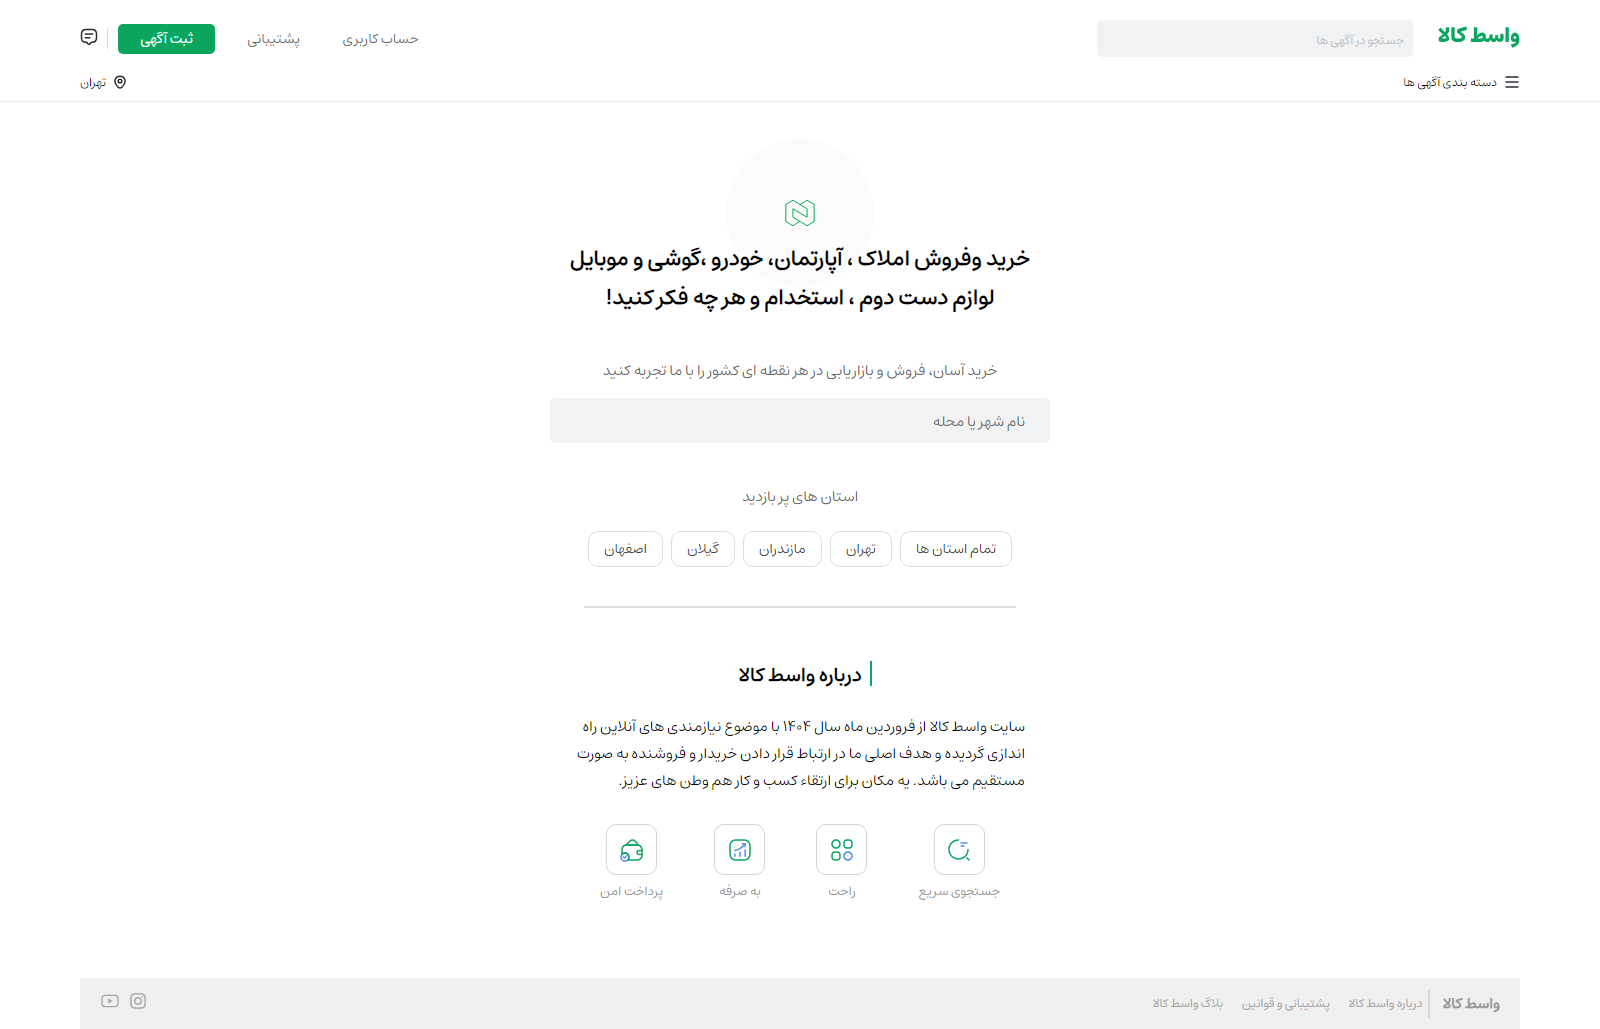 واسط کالا
جستجو در آگهی ها
حساب کاربری
پشتیبانی
ثبت آگهی
دسته بندی آگهی ها
تهران
خرید وفروش املاک ، آپارتمان، خودرو ،گوشی و موبایل
لوازم دست دوم ، استخدام و هر چه فکر کنید!
خرید آسان، فروش و بازاریابی در هر نقطه ای کشور را با ما تجربه کنید
نام شهر یا محله
استان های پر بازدید
تمام استان ها
تهران
مازندران
گیلان
اصفهان
درباره واسط کالا
سایت واسط کالا از فروردین ماه سال ۱۴۰۴ با موضوع نیازمندی های آنلاین راه
اندازی گردیده و هدف اصلی ما در ارتباط قرار دادن خریدار و فروشنده به صورت
مستقیم می باشد. یه مکان برای ارتقاء کسب و کار هم وطن های عزیز.
جستجوی سریع
راحت
به صرفه
پرداخت امن
واسط کالا
درباره واسط کالا
پشتیبانی و قوانین
بلاگ واسط کالا